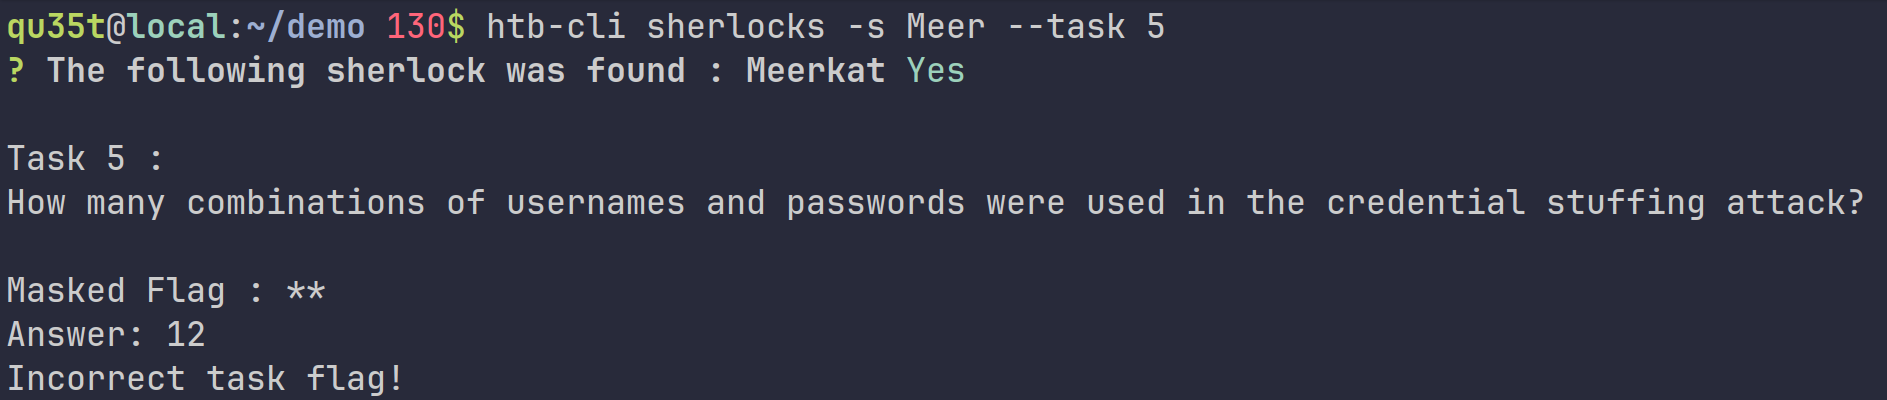 qu35t@local:~/demo 130$ htb-cli sherlocks -s Meer --task 5
? The following sherlock was found : Meerkat Yes
Task 5 :
How many combinations of usernames and passwords were used in the credential stuffing attack?
Masked Flag : **
Answer: 12
Incorrect task flag!